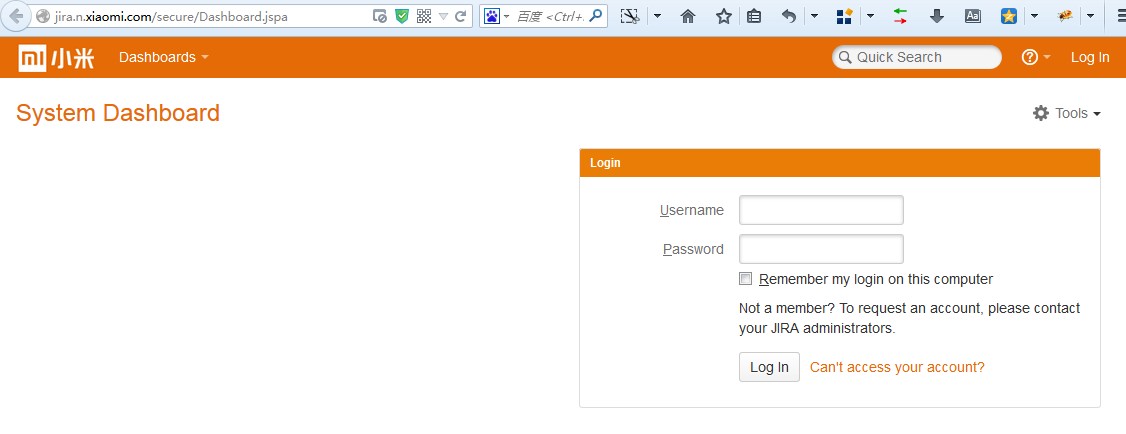 jira.n.xiaomi.com/secure/Dashboard.jspa
百度 <Ctrl+.
Aa
mi 小米 Dashboards Quick Search ? Log In
System Dashboard
Tools
Login
Username
Password
Remember my login on this computer
Not a member? To request an account, please contact
your JIRA administrators.
Log In Can't access your account?